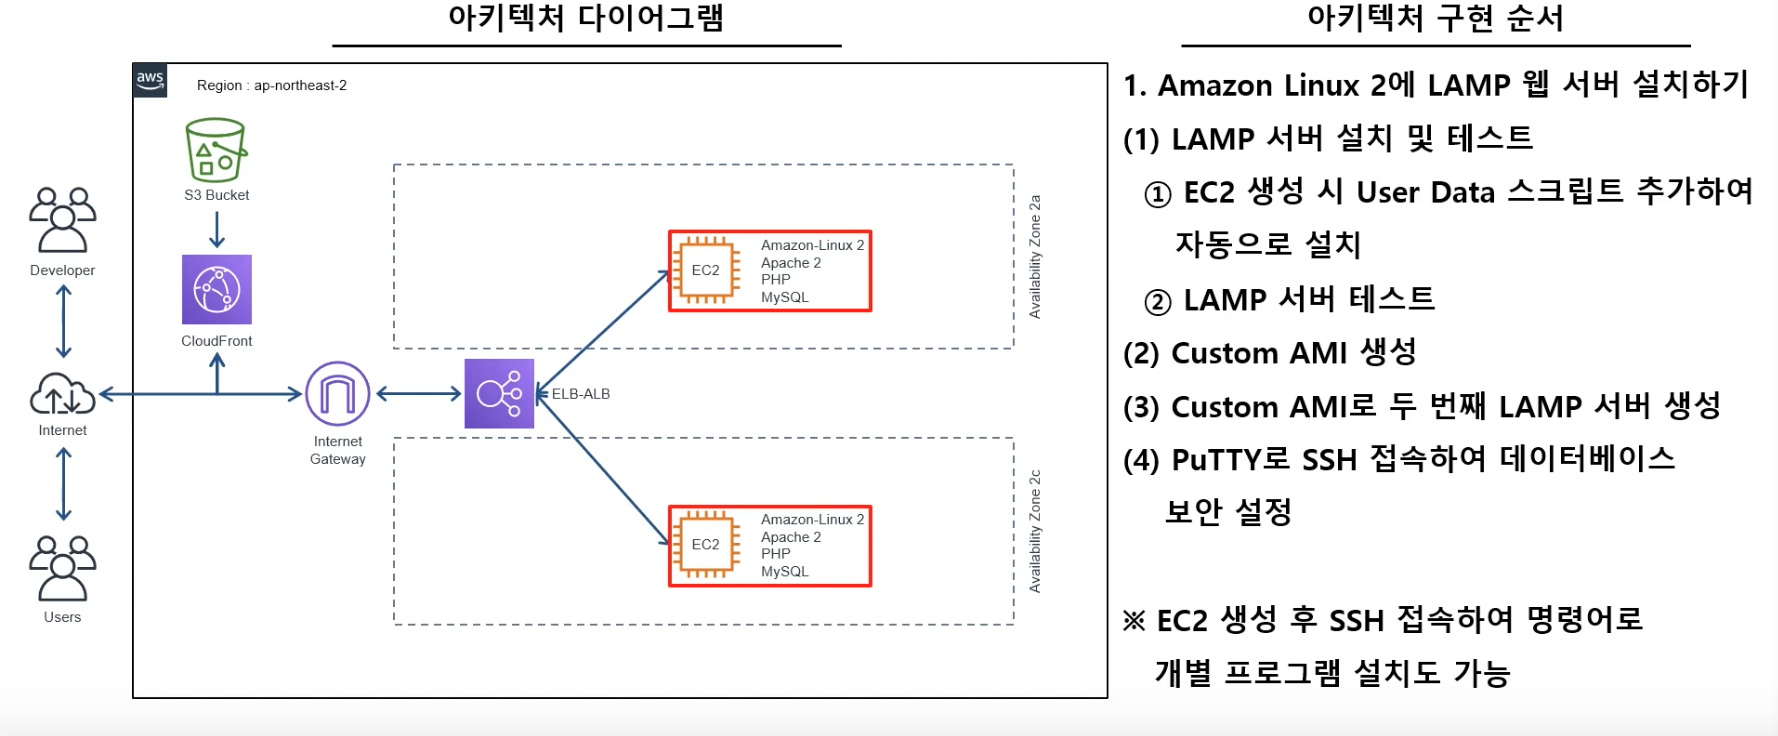 아키텍처 다이어그램
aws
Region : ap-northeast-2
S3 Bucket
Developer
CloudFront
Internet
Internet
Gateway
ELB-ALB
Users
EC2
Amazon-Linux 2
Apache 2
PHP
MySQL
Availability Zone 2a
EC2
Amazon-Linux 2
Apache 2
PHP
MySQL
Availability Zone 2c
아키텍처 구현 순서
1. Amazon Linux 2에 LAMP 웹 서버 설치하기
(1) LAMP 서버 설치 및 테스트
① EC2 생성 시 User Data 스크립트 추가하여
자동으로 설치
② LAMP 서버 테스트
(2) Custom AMI 생성
(3) Custom AMI로 두 번째 LAMP 서버 생성
(4) PuTTY로 SSH 접속하여 데이터베이스
보안 설정
※ EC2 생성 후 SSH 접속하여 명령어로
개별 프로그램 설치도 가능